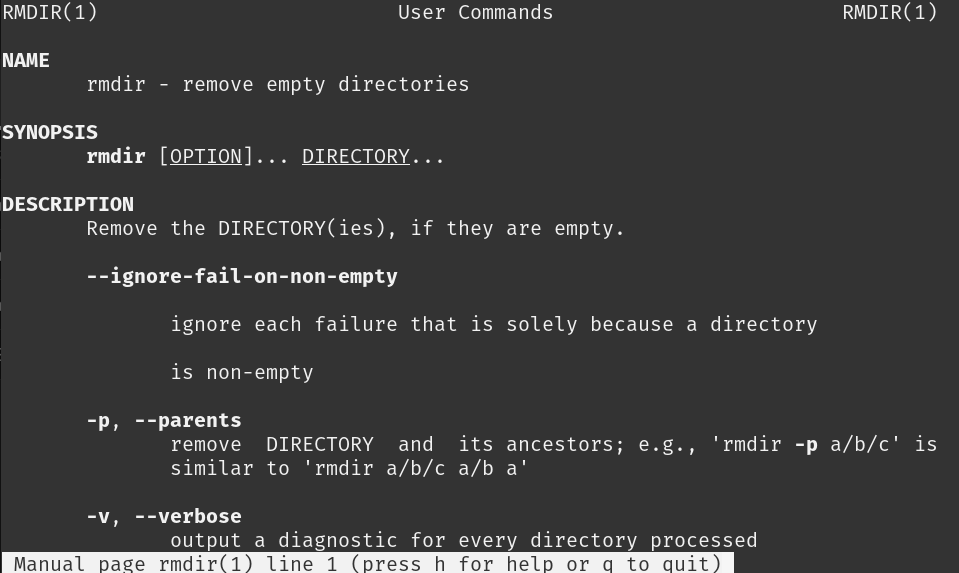 RMDIR(1) User Commands RMDIR(1)
NAME
rmdir - remove empty directories
SYNOPSIS
rmdir [OPTION]... DIRECTORY...
DESCRIPTION
Remove the DIRECTORY(ies), if they are empty.
--ignore-fail-on-non-empty
ignore each failure that is solely because a directory
is non-empty
-p, --parents
remove DIRECTORY and its ancestors; e.g., 'rmdir -p a/b/c' is
similar to 'rmdir a/b/c a/b a'
-v, --verbose
output a diagnostic for every directory processed
Manual page rmdir(1) line 1 (press h for help or q to quit)